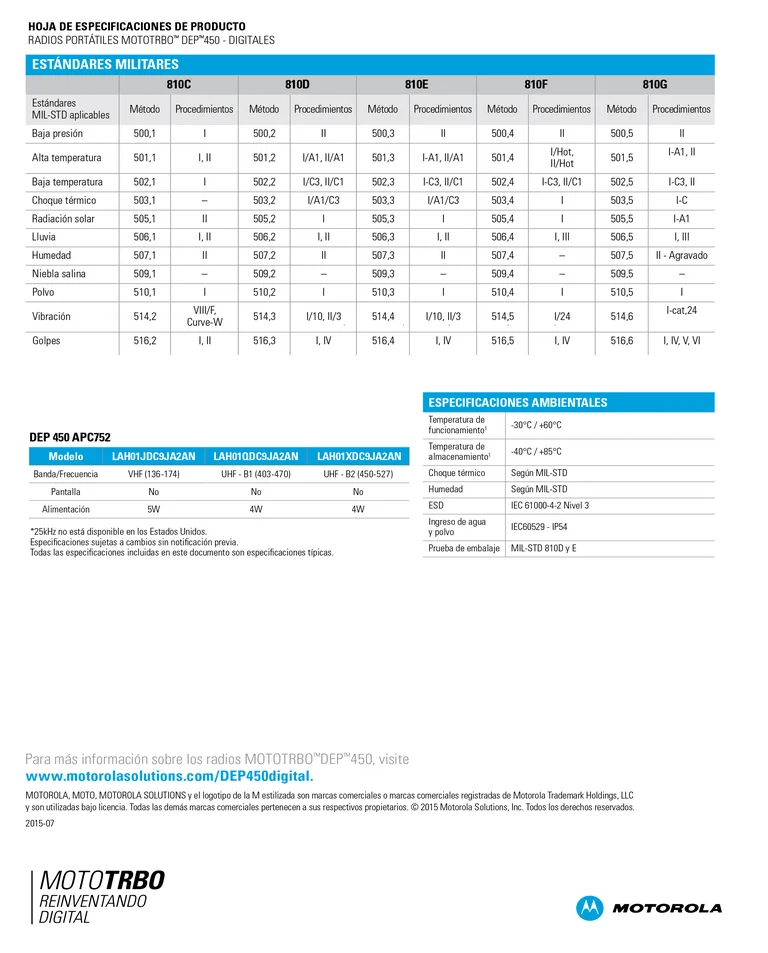 HOJA DE ESPECIFICACIONES DE PRODUCTO
RADIOS PORTÁTILES MOTOTRBO™ DEP™450 - DIGITALES
ESTÁNDARES MILITARES
810C 810D 810E 810F 810G
Estándares
MIL-STD aplicables Método Procedimientos Método Procedimientos Método Procedimientos Método Procedimientos Método Procedimientos
Baja presión 500,1 I 500,2 II 500,3 II 500,4 II 500,5 II
Alta temperatura 501,1 I, II 501,2 I/A1, II/A1 501,3 I-A1, II/A1 501,4 I/Hot, II/Hot 501,5 I-A1, II
Baja temperatura 502,1 I 502,2 I/C3, II/C1 502,3 I-C3, II/C1 502,4 I-C3, II/C1 502,5 I-C3, II
Choque térmico 503,1 – 503,2 I/A1/C3 503,3 I/A1/C3 503,4 I 503,5 I-C
Radiación solar 505,1 II 505,2 I 505,3 I 505,4 I 505,5 I-A1
Lluvia 506,1 I, II 506,2 I, II 506,3 I, II 506,4 I, III 506,5 I, III
Humedad 507,1 II 507,2 II 507,3 II 507,4 – 507,5 II - Agravado
Niebla salina 509,1 – 509,2 – 509,3 – 509,4 – 509,5 –
Polvo 510,1 I 510,2 I 510,3 I 510,4 I 510,5 I
Vibración 514,2 VIII/F, Curve-W 514,3 I/10, II/3 514,4 I/10, II/3 514,5 I/24 514,6 I-cat,24
Golpes 516,2 I, II 516,3 I, IV 516,4 I, IV 516,5 I, IV 516,6 I, IV, V, VI
DEP 450 APC752
Modelo LAH01JDC9JA2AN LAH01QDC9JA2AN LAH01XDC9JA2AN
Banda/Frecuencia VHF (136-174) UHF - B1 (403-470) UHF - B2 (450-527)
Pantalla No No No
Alimentación 5W 4W 4W
*25kHz no está disponible en los Estados Unidos.
Especificaciones sujetas a cambios sin notificación previa.
Todas las especificaciones incluidas en este documento son especificaciones típicas.
ESPECIFICACIONES AMBIENTALES
Temperatura de
funcionamiento¹ -30°C / +60°C
Temperatura de
almacenamiento¹ -40°C / +85°C
Choque térmico Según MIL-STD
Humedad Según MIL-STD
ESD IEC 61000-4-2 Nivel 3
Ingreso de agua
y polvo IEC60529 - IP54
Prueba de embalaje MIL-STD 810D y E
Para más información sobre los radios MOTOTRBO™DEP™450, visite
www.motorolasolutions.com/DEP450digital.
MOTOROLA, MOTO, MOTOROLA SOLUTIONS y el logotipo de la M estilizada son marcas comerciales o marcas comerciales registradas de Motorola Trademark Holdings, LLC
y son utilizadas bajo licencia. Todas las demás marcas comerciales pertenecen a sus respectivos propietarios. © 2015 Motorola Solutions, Inc. Todos los derechos reservados.
2015-07
MOTOTRBO
REINVENTANDO
DIGITAL
MOTOROLA